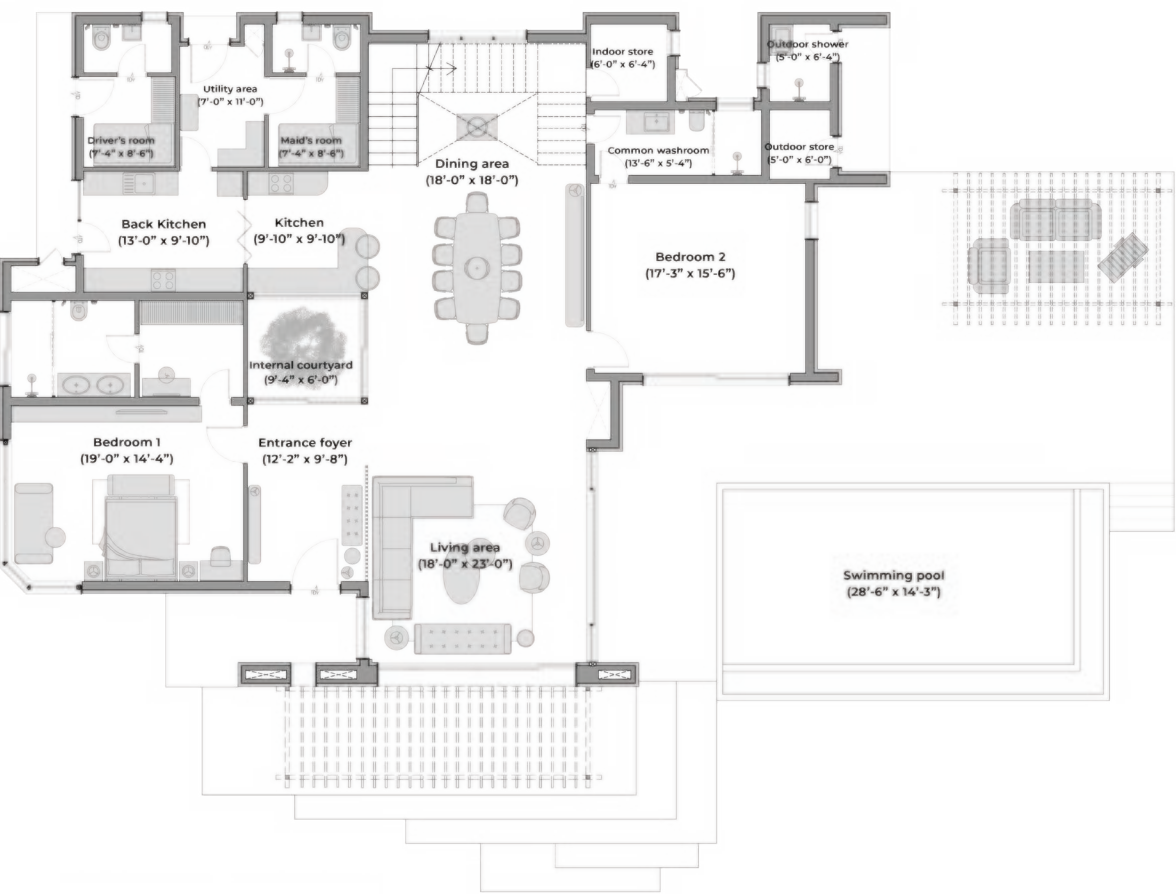 Indoor store
(6'-0" x 6'-4")
Outdoor shower
(5'-0" x 6'-4")
Utility area
(7'-0" x 11'-0")
Driver's room
(7'-4" x 8'-6")
Maid's room
(7'-4" x 8'-6")
Dining area
(18'-0" x 18'-0")
Common washroom
(13'-6" x 5'-4")
Outdoor store
(5'-0" x 6'-0")
Back Kitchen
(13'-0" x 9'-10")
Kitchen
(9'-10" x 9'-10")
Bedroom 2
(17'-3" x 15'-6")
Internal courtyard
(9'-4" x 6'-0")
Bedroom 1
(19'-0" x 14'-4")
Entrance foyer
(12'-2" x 9'-8")
Living area
(18'-0" x 23'-0")
Swimming pool
(28'-6" x 14'-3")